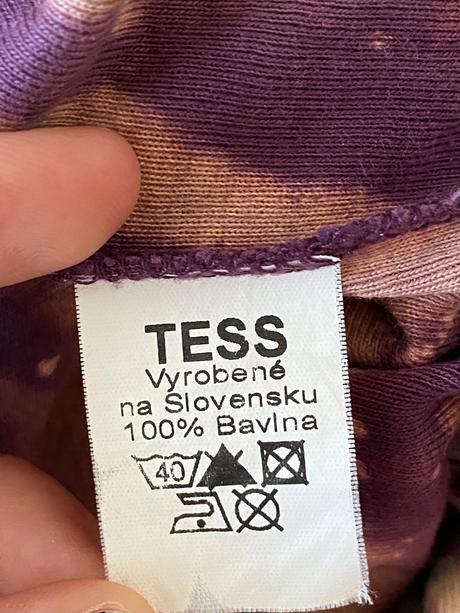 TESS
Vyrobené
na Slovensku
100% Bavlna
40